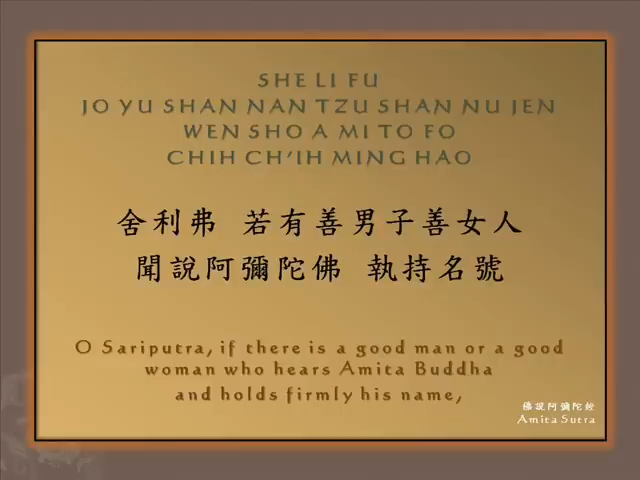 SHE LI FU
JO YU SHAN NAN TZU SHAN NU JEN
WEN SHO A MI TO FO
CHIH CH'IH MING HAO
舍利弗 若有善男子善女人
聞說阿彌陀佛 執持名號
O Sariputra, if there is a good man or a good
woman who hears Amita Buddha
and holds firmly his name,
佛說阿彌陀經
Amita Sutra